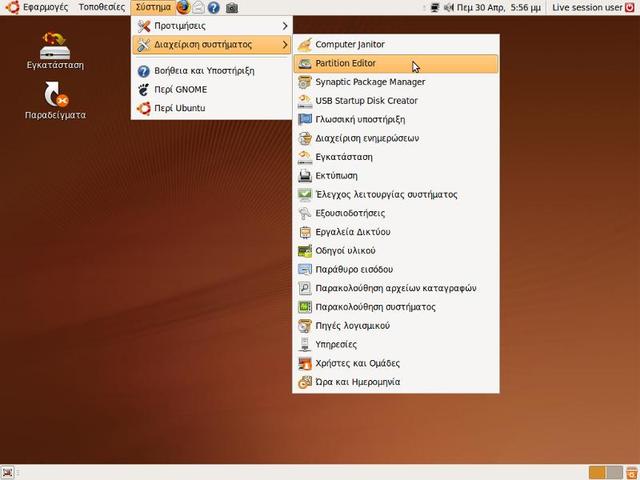 Εφαρμογές Τοποθεσίες Σύστημα Πεμ 30 Απρ, 5:56 μμ Live session user
Εγκατάσταση
Παραδείγματα
Προτιμήσεις
Διαχείριση συστήματος
Βοήθεια και Υποστήριξη
Περί GNOME
Περί Ubuntu
Computer Janitor
Partition Editor
Synaptic Package Manager
USB Startup Disk Creator
Γλωσσική υποστήριξη
Διαχείριση ενημερώσεων
Εγκατάσταση
Εκτύπωση
Έλεγχος λειτουργίας συστήματος
Εξουσιοδοτήσεις
Εργαλεία Δικτύου
Οδηγοί υλικού
Παράθυρο εισόδου
Παρακολούθηση αρχείων καταγραφών
Παρακολούθηση συστήματος
Πηγές λογισμικού
Υπηρεσίες
Χρήστες και Ομάδες
Ώρα και Ημερομηνία